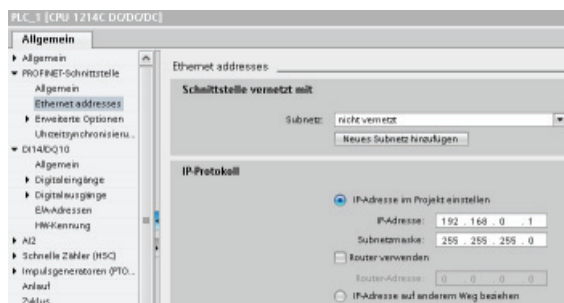 PLC_1 [CPU 1214C DC/DC/DC]
Allgemein
Allgemein
PROFINET-Schnittstelle
Allgemein
Ethernet addresses
Erweiterte Optionen
Uhrzeitsynchronisieru...
DI14/DQ10
Allgemein
Digitaleingänge
Digitalausgänge
E/A-Adressen
HW-Kennung
AI2
Schnelle Zähler (HSC)
Impulsgeneratoren (PTO...
Anlauf
Zyklus
Ethernet addresses
Schnittstelle vernetzt mit
Subnetz: nicht vernetzt
Neues Subnetz hinzufügen
IP-Protokoll
IP-Adresse im Projekt einstellen
IP-Adresse: 192 . 168 . 0 . 1
Subnetzmaske: 255 . 255 . 255 . 0
Router verwenden
Router-Adresse: 0 . 0 . 0 . 0
IP-Adresse auf anderem Weg beziehen